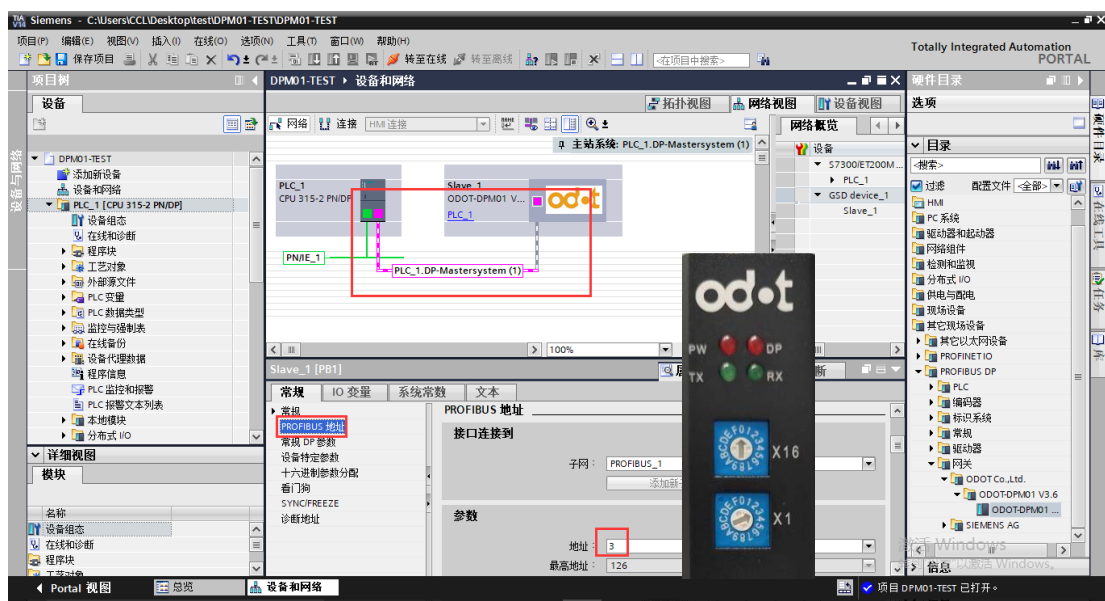 Siemens - C:\Users\CCL\Desktop\test\DPM01-TEST\DPM01-TEST
项目(P) 编辑(E) 视图(V) 插入(I) 在线(O) 选项(N) 工具(T) 窗口(W) 帮助(H)
保存项目 转至在线 转至离线 <在项目中搜索>
Totally Integrated Automation
PORTAL
项目树
设备
DPM01-TEST
添加新设备
设备和网络
PLC_1 [CPU 315-2 PN/DP]
设备组态
在线和诊断
程序块
工艺对象
外部源文件
PLC 变量
PLC 数据类型
监控与强制表
在线备份
设备代理数据
程序信息
PLC 监控和报警
PLC 报警文本列表
本地模块
分布式 I/O
详细视图
模块
名称
设备组态
在线和诊断
程序块
设备与网络
DPM01-TEST 设备和网络
拓扑视图 网络视图 设备视图
网络 连接 HMI 连接
主站系统: PLC_1.DP-Mastersystem (1)
PLC_1
CPU 315-2 PN/DP
Slave_1
ODOT-DPM01 V...
PLC_1
odot
PN/IE_1
PLC_1.DP-Mastersystem (1)
100%
网络概览
设备
S7300/ET200M...
PLC_1
GSD device_1
Slave_1
Slave_1 [PB1]
常规 IO 变量 系统常数 文本
常规
PROFIBUS 地址
常规 DP 参数
设备特定参数
十六进制参数分配
看门狗
SYNC/FREEZE
诊断地址
PROFIBUS 地址
接口连接到
子网: PROFIBUS_1
参数
地址: 3
最高地址: 126
odot
PW DP
TX RX
X16
X1
硬件目录
选项
目录
<搜索>
过滤 配置文件 <全部>
HMI
PC 系统
驱动器和起动器
网络组件
检测和监视
分布式 I/O
供电与配电
现场设备
其它现场设备
其它以太网设备
PROFINET IO
PROFIBUS DP
PLC
编码器
标识系统
常规
驱动器
网关
ODOT Co.,Ltd.
ODOT-DPM01 V3.6
ODOT-DPM01 ...
SIEMENS AG
信息
硬件目录
在线工具
任务
库
激活 Windows
Portal 视图 总览 设备和网络
项目 DPM01-TEST 已打开。